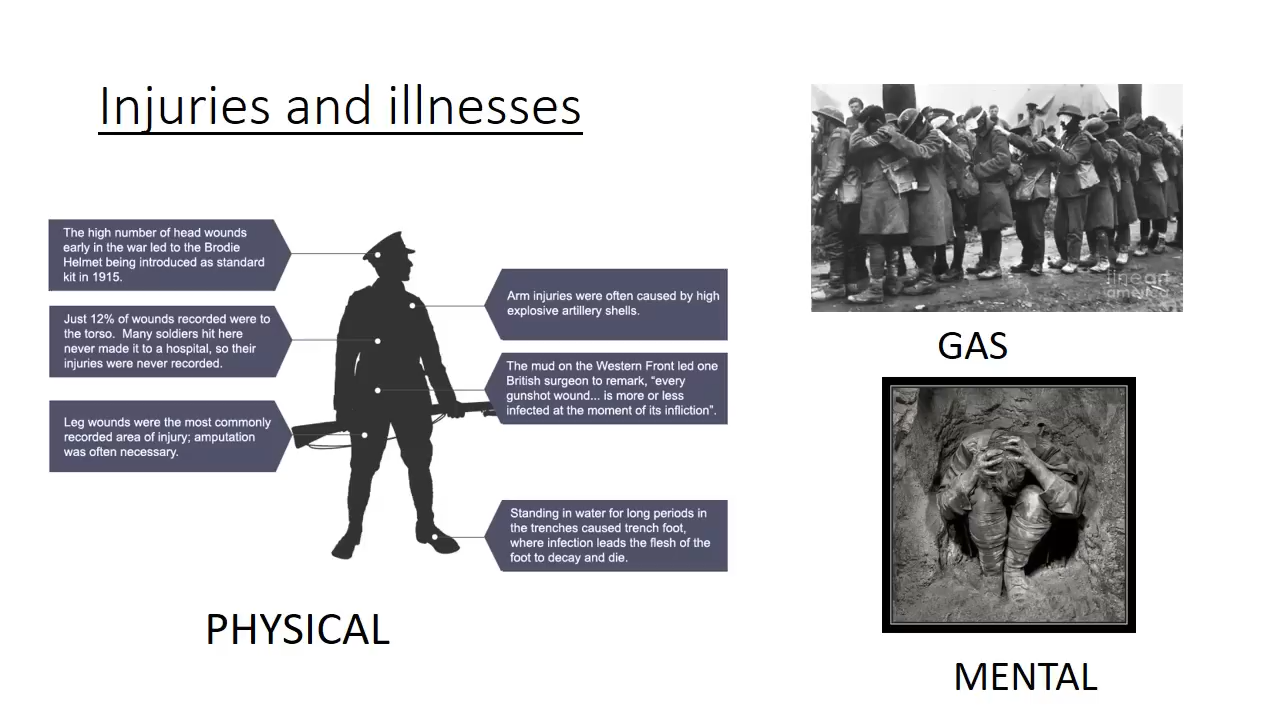 Injuries and illnesses
The high number of head wounds
early in the war led to the Brodie
Helmet being introduced as standard
kit in 1915.
Just 12% of wounds recorded were to
the torso. Many soldiers hit here
never made it to a hospital, so their
injuries were never recorded.
Leg wounds were the most commonly
recorded area of injury; amputation
was often necessary.
Arm injuries were often caused by high
explosive artillery shells.
The mud on the Western Front led one
British surgeon to remark, “every
gunshot wound... is more or less
infected at the moment of its infliction”.
Standing in water for long periods in
the trenches caused trench foot,
where infection leads the flesh of the
foot to decay and die.
PHYSICAL
GAS
MENTAL